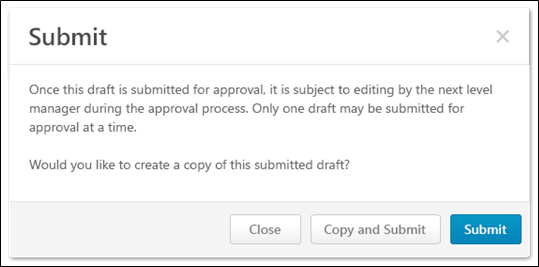 Submit
Once this draft is submitted for approval, it is subject to editing by the next level
manager during the approval process. Only one draft may be submitted for
approval at a time.
Would you like to create a copy of this submitted draft?
Close
Copy and Submit
Submit